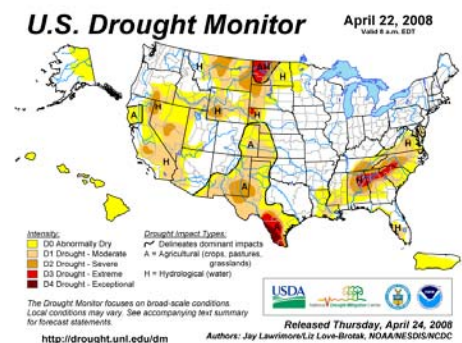 U.S. Drought Monitor
April 22, 2008
Valid 8 a.m. EDT
H
H
AH
H
H
H
A
H
A
H
A
H
H
Intensity:
D0 Abnormally Dry
D1 Drought - Moderate
D2 Drought - Severe
D3 Drought - Extreme
D4 Drought - Exceptional
Drought Impact Types:
Delineates dominant impacts
A = Agricultural (crops, pastures,
grasslands)
H = Hydrological (water)
The Drought Monitor focuses on broad-scale conditions.
Local conditions may vary. See accompanying text summary
for forecast statements.
http://drought.unl.edu/dm
USDA
Released Thursday, April 24, 2008
Authors: Jay Lawrimore/Liz Love-Brotak, NOAA/NESDIS/NCDC